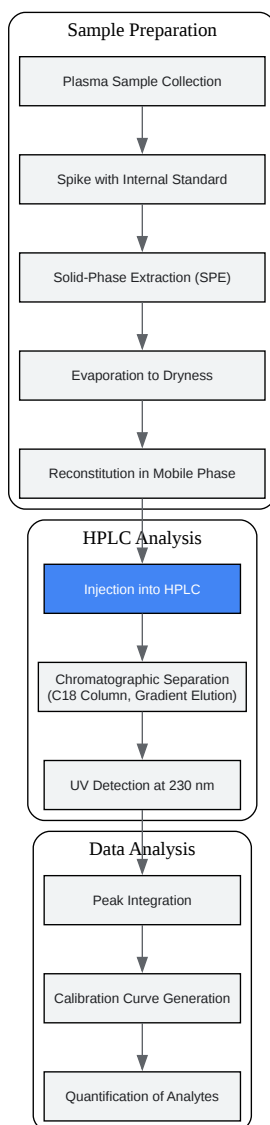 Sample Preparation
Plasma Sample Collection
Spike with Internal Standard
Solid-Phase Extraction (SPE)
Evaporation to Dryness
Reconstitution in Mobile Phase
HPLC Analysis
Injection into HPLC
Chromatographic Separation
(C18 Column, Gradient Elution)
UV Detection at 230 nm
Data Analysis
Peak Integration
Calibration Curve Generation
Quantification of Analytes